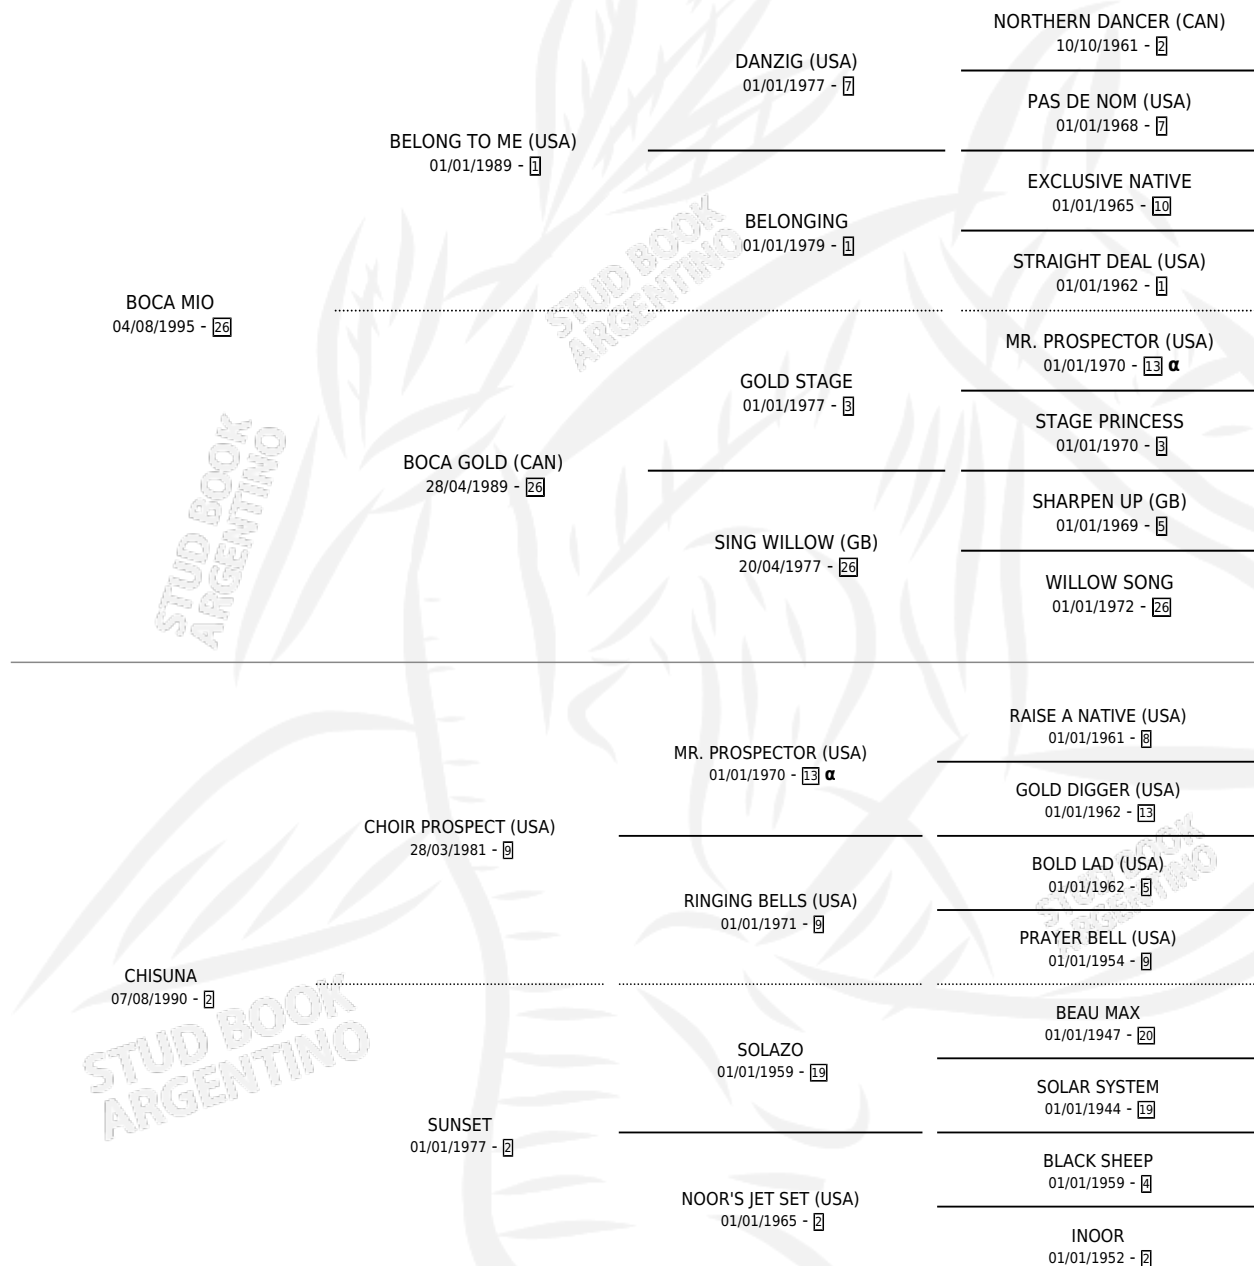 NORTHERN DANCER (CAN)
10/10/1961 - 2
DANZIG (USA)
01/01/1977 - 7
PAS DE NOM (USA)
01/01/1968 - 7
BELONG TO ME (USA)
01/01/1989 - 1
EXCLUSIVE NATIVE
01/01/1965 - 10
BELONGING
01/01/1979 - 1
STRAIGHT DEAL (USA)
01/01/1962 - 1
BOCA MIO
04/08/1995 - 26
MR. PROSPECTOR (USA)
01/01/1970 - 13 α
GOLD STAGE
01/01/1977 - 3
STAGE PRINCESS
01/01/1970 - 3
BOCA GOLD (CAN)
28/04/1989 - 26
SHARPEN UP (GB)
01/01/1969 - 5
SING WILLOW (GB)
20/04/1977 - 26
WILLOW SONG
01/01/1972 - 26
RAISE A NATIVE (USA)
01/01/1961 - 8
MR. PROSPECTOR (USA)
01/01/1970 - 13 α
GOLD DIGGER (USA)
01/01/1962 - 13
CHOIR PROSPECT (USA)
28/03/1981 - 9
BOLD LAD (USA)
01/01/1962 - 5
RINGING BELLS (USA)
01/01/1971 - 9
PRAYER BELL (USA)
01/01/1954 - 9
CHISUNA
07/08/1990 - 2
BEAU MAX
01/01/1947 - 20
SOLAZO
01/01/1959 - 19
SOLAR SYSTEM
01/01/1944 - 19
SUNSET
01/01/1977 - 2
BLACK SHEEP
01/01/1959 - 4
NOOR'S JET SET (USA)
01/01/1965 - 2
INOOR
01/01/1952 - 2
STUD BOOK
ARGENTINO
STUD BOOK
ARGENTINO
STUD BOOK
ARGENTINO
STUD BOOK
ARGENTINO